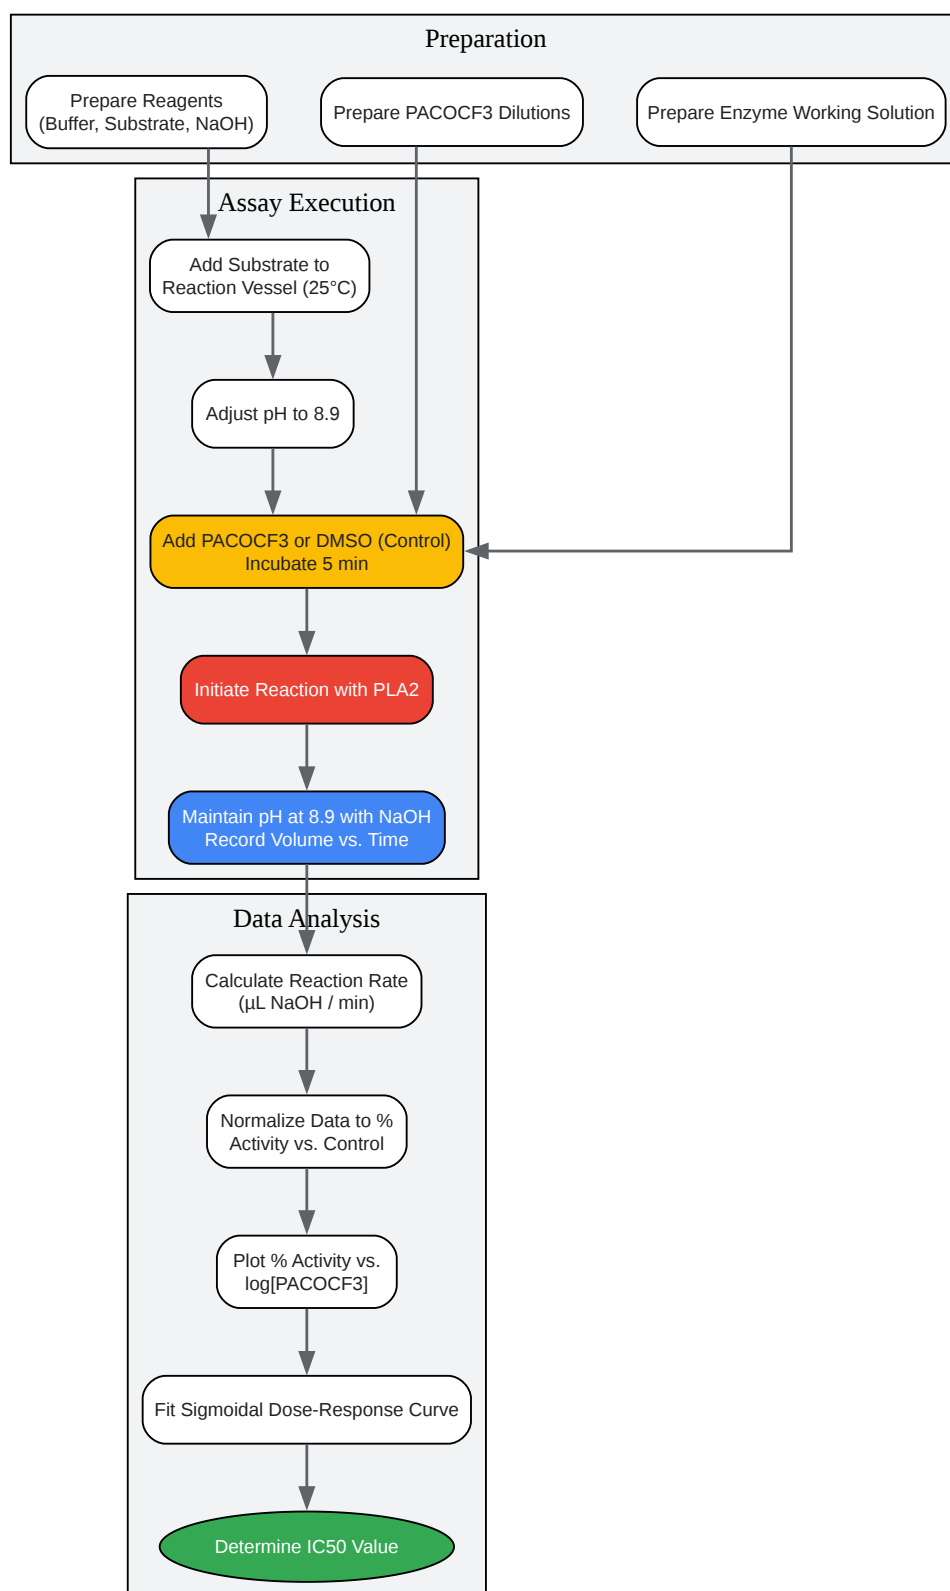 Preparation
Prepare Reagents
(Buffer, Substrate, NaOH)
Prepare PACOCF3 Dilutions
Prepare Enzyme Working Solution
Assay Execution
Add Substrate to
Reaction Vessel (25°C)
Adjust pH to 8.9
Add PACOCF3 or DMSO (Control)
Incubate 5 min
Initiate Reaction with PLA2
Maintain pH at 8.9 with NaOH
Record Volume vs. Time
Data Analysis
Calculate Reaction Rate
(µL NaOH / min)
Normalize Data to %
Activity vs. Control
Plot % Activity vs.
log[PACOCF3]
Fit Sigmoidal Dose-Response Curve
Determine IC50 Value